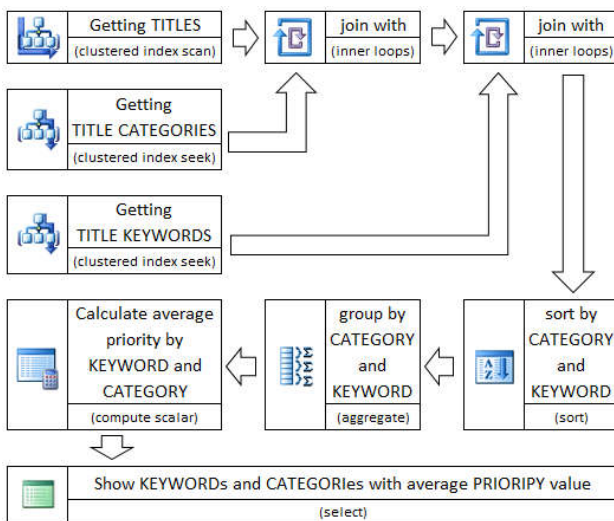 Getting TITLES
(clustered index scan)
join with
(inner loops)
join with
(inner loops)
Getting
TITLE CATEGORIES
(clustered index seek)
Getting
TITLE KEYWORDS
(clustered index seek)
Calculate average
priority by
KEYWORD and
CATEGORY
(compute scalar)
group by
CATEGORY
and
KEYWORD
(aggregate)
sort by
CATEGORY
and
KEYWORD
(sort)
Show KEYWORDs and CATEGORIes with average PRIORIPY value
(select)